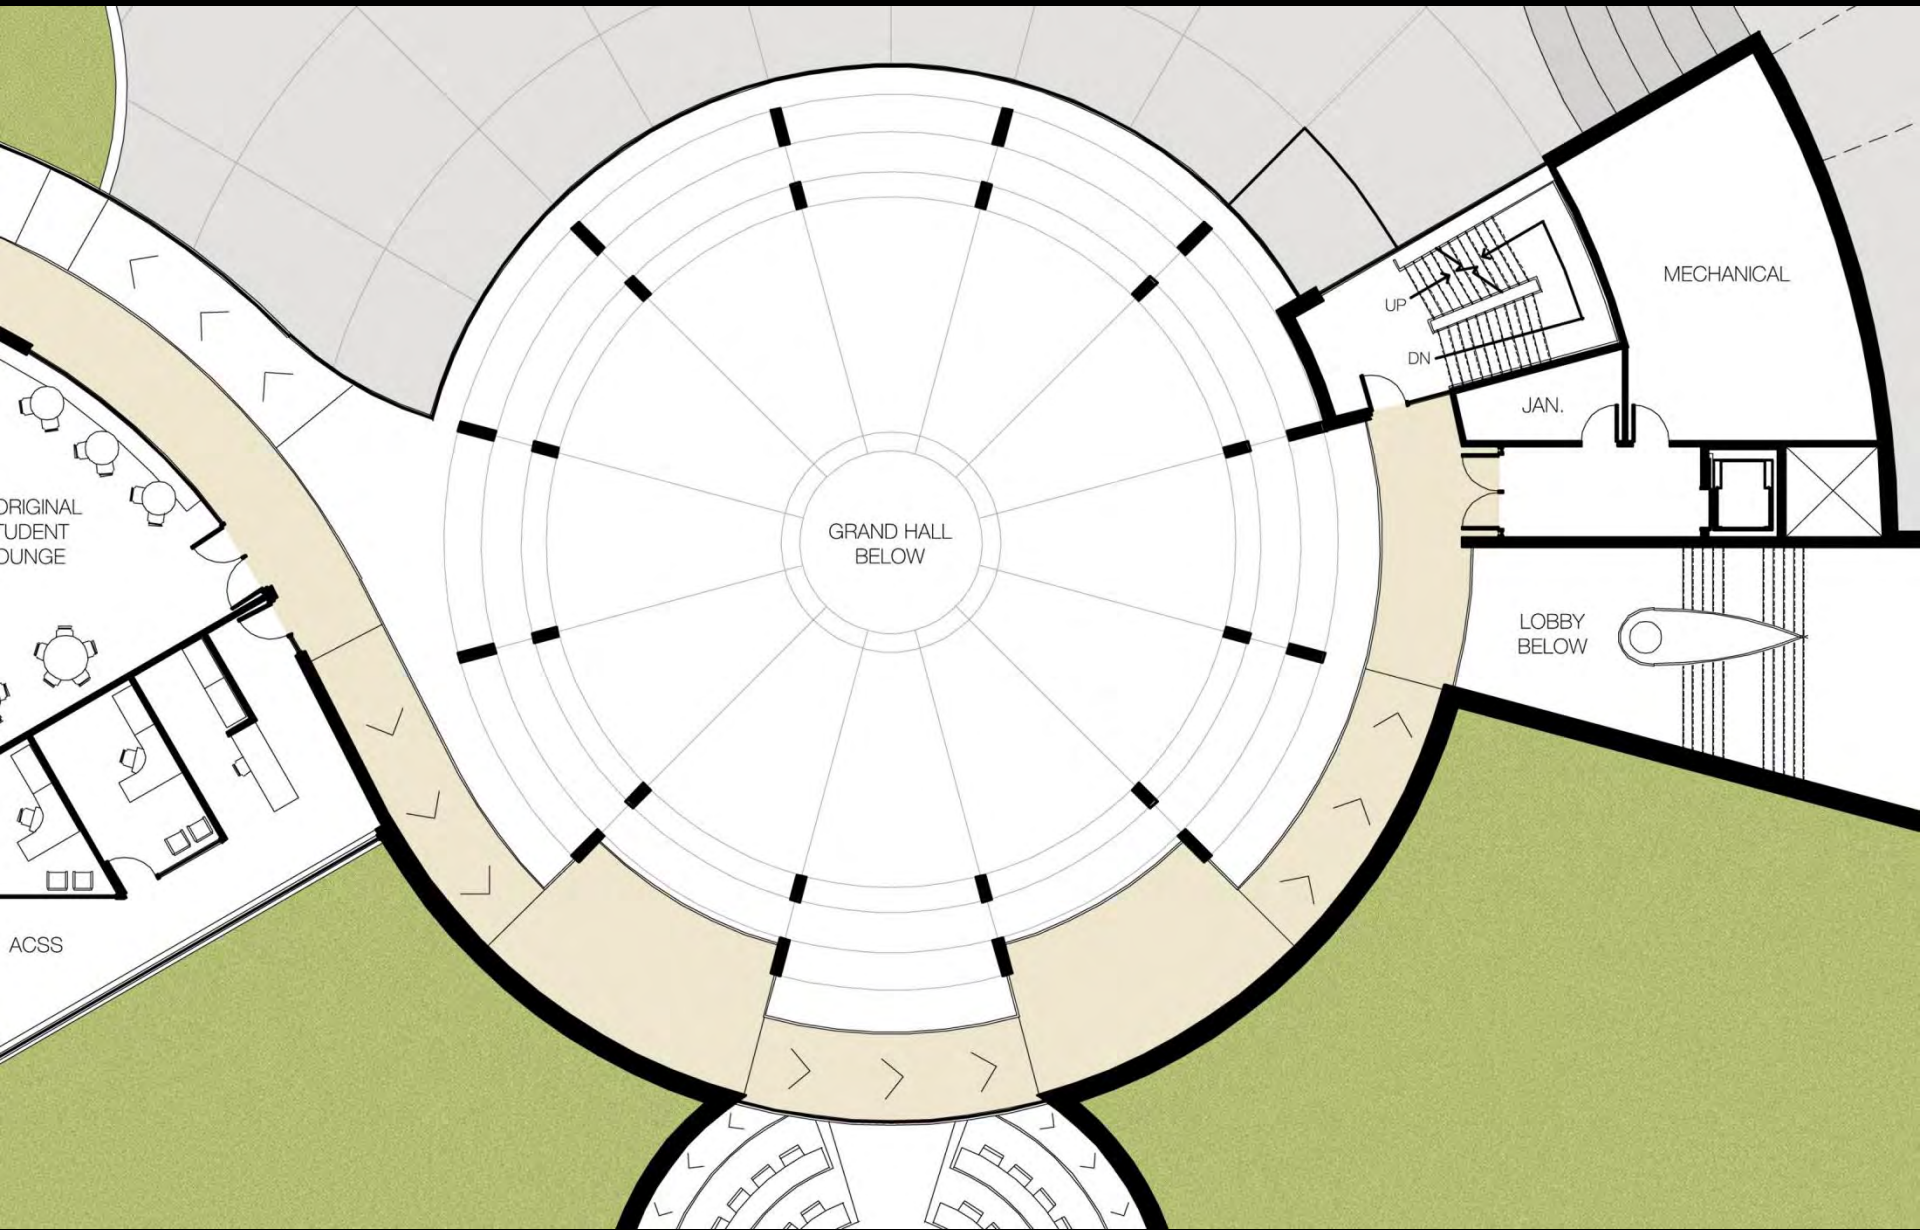 MECHANICAL
UP
DN
JAN.
ORIGINAL
TUDENT
OUNGE
GRAND HALL
BELOW
LOBBY
BELOW
ACSS